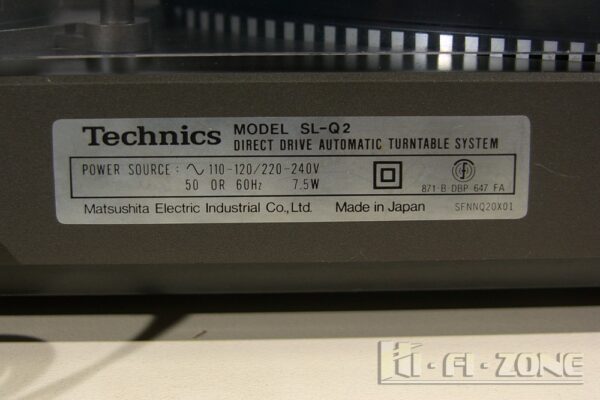 Technics MODEL SL-Q2
DIRECT DRIVE AUTOMATIC TURNTABLE SYSTEM
POWER SOURCE : ∿ 110-120/220-240V
50 OR 60Hz 7.5W
871 B DBP 647 FA
Matsushita Electric Industrial Co., Ltd. Made in Japan SFNNQ20X01
HI-FI-ZONE